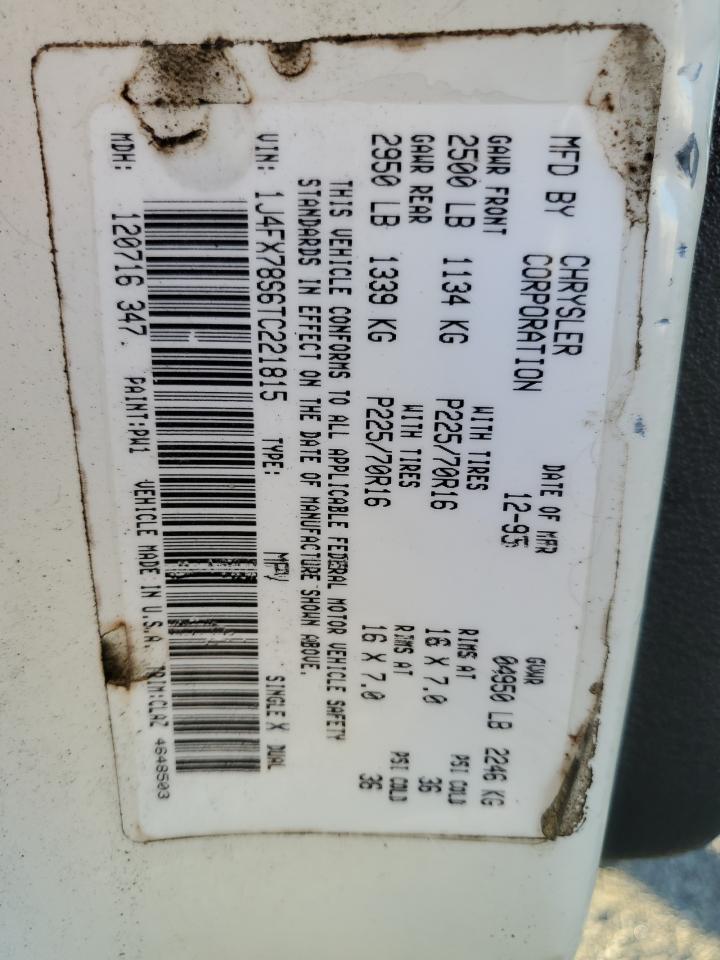 MFD BY CHRYSLER CORPORATION
DATE OF MFR 12-95
GVWR 04950 LB 2246 KG
GAWR FRONT WITH TIRES RIMS AT PSI COLD
2500 LB 1134 KG P225/70R16 16 X 7.0 36
GAWR REAR WITH TIRES RIMS AT PSI COLD
2950 LB 1339 KG P225/70R16 16 X 7.0 36
THIS VEHICLE CONFORMS TO ALL APPLICABLE FEDERAL MOTOR VEHICLE SAFETY
STANDARDS IN EFFECT ON THE DATE OF MANUFACTURE SHOWN ABOVE.
VIN: 1J4FX78S6TC221815 TYPE: MPV SINGLE X DUAL
MDH: 120716 347. PAINT:PW1 VEHICLE MADE IN U.S.A. TRIM:CLAZ 4648503